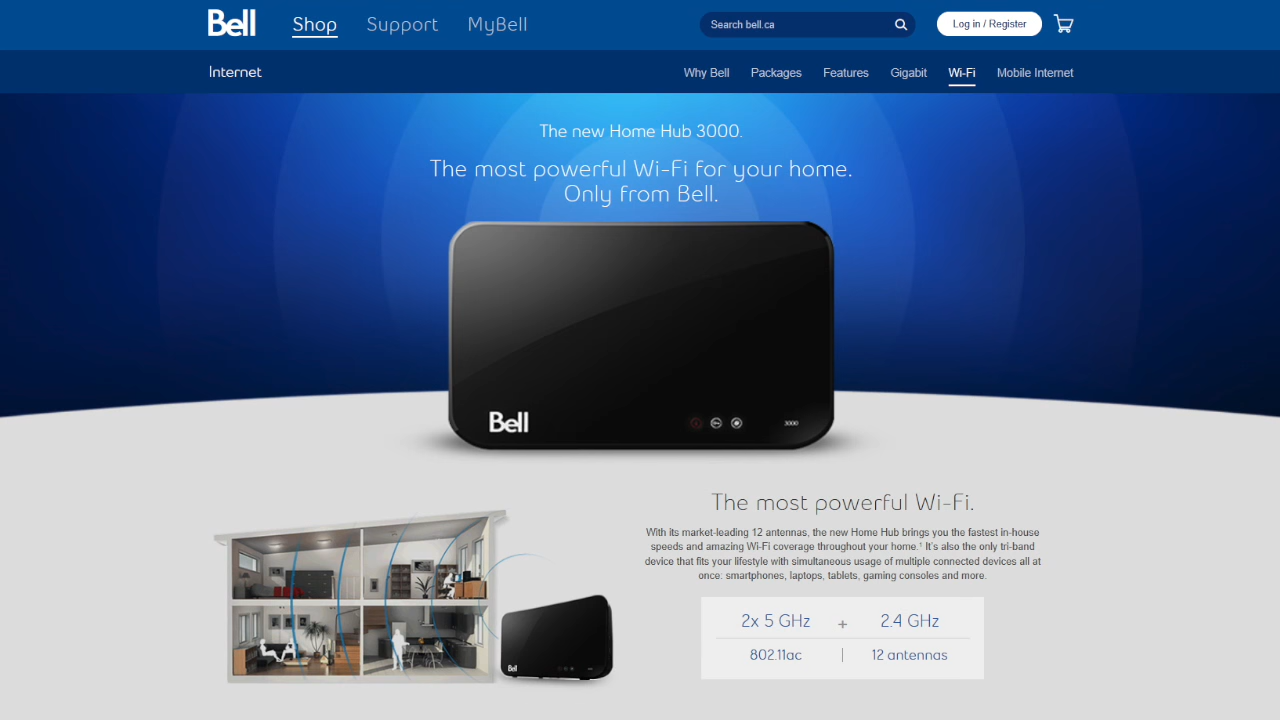 Bell
Shop
Support
MyBell
Search bell.ca
Log in / Register
Internet
Why Bell
Packages
Features
Gigabit
Wi-Fi
Mobile Internet
The new Home Hub 3000.
The most powerful Wi-Fi for your home.
Only from Bell.
Bell
3000
The most powerful Wi-Fi.
With its market-leading 12 antennas, the new Home Hub brings you the fastest in-house
speeds and amazing Wi-Fi coverage throughout your home.¹ It's also the only tri-band
device that fits your lifestyle with simultaneous usage of multiple connected devices all at
once: smartphones, laptops, tablets, gaming consoles and more.
2x 5 GHz + 2.4 GHz
802.11ac | 12 antennas
Bell